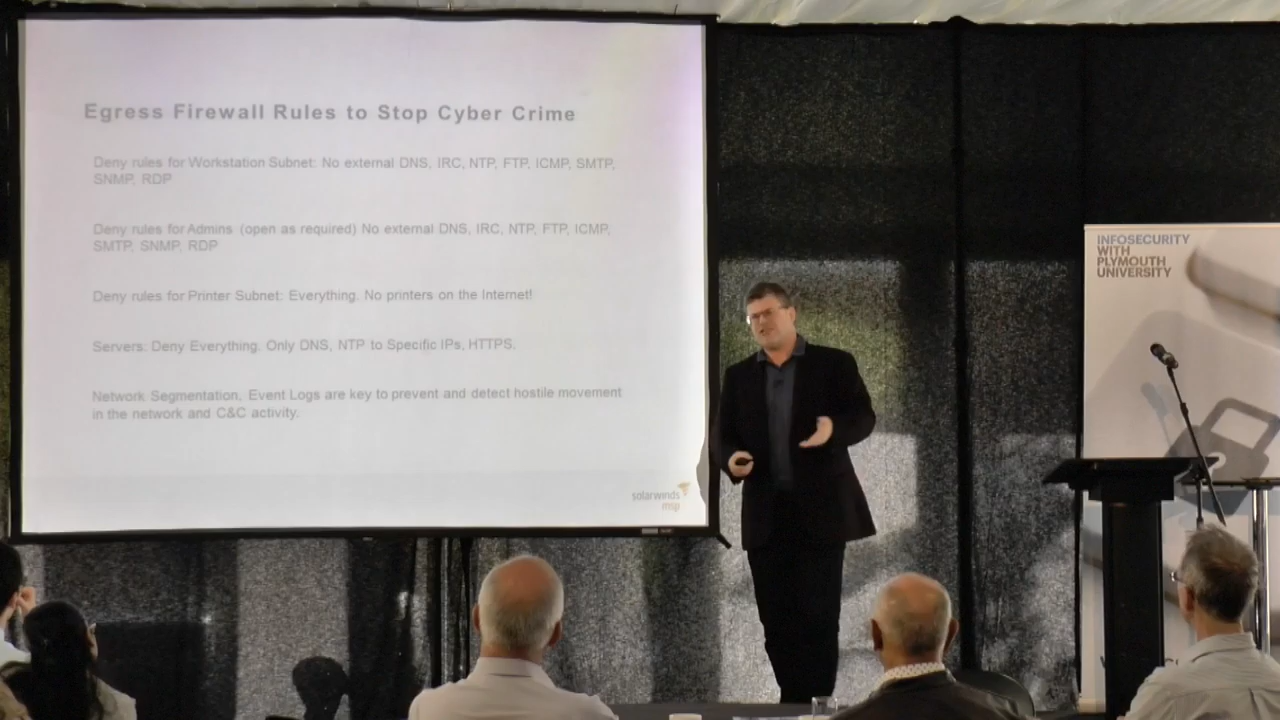 Egress Firewall Rules to Stop Cyber Crime
Deny rules for Workstation Subnet: No external DNS, IRC, NTP, FTP, ICMP, SMTP,
SNMP, RDP
Deny rules for Admins (open as required) No external DNS, IRC, NTP, FTP, ICMP,
SMTP, SNMP, RDP
Deny rules for Printer Subnet: Everything. No printers on the Internet!
Servers: Deny Everything. Only DNS, NTP to Specific IPs, HTTPS.
Network Segmentation, Event Logs are key to prevent and detect hostile movement
in the network and C&C activity.
solarwinds
msp
INFOSECURITY
WITH
PLYMOUTH
UNIVERSITY